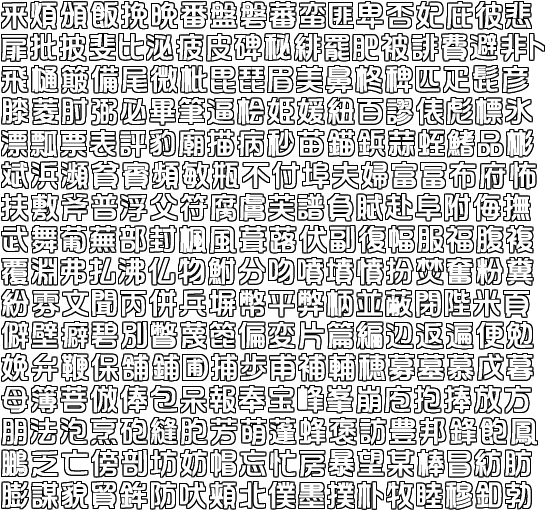 釆煩頒飯挽晩番盤磐蕃蛮匪卑否妃庇彼悲
扉批披斐比泌疲皮碑秘緋罷肥被誹費避非卜
飛樋簸備尾微枇毘琵眉美鼻柊稗匹疋髭彦
膝菱肘弼必畢筆逼桧姫媛紐百謬俵彪標氷
漂瓢票表評豹廟描病秒苗錨鋲蒜蛭鰭品彬
斌浜瀕貧賓頻敏瓶不付埠夫婦富冨布府怖
扶敷斧普浮父符腐膚芙譜負賦赴阜附侮撫
武舞葡蕪部封楓風葺蕗伏副復幅服福腹複
覆淵弗払沸仏物鮒分吻噴墳憤扮焚奮粉糞
紛雰文聞丙併兵塀幣平弊柄並蔽閉陛米頁
僻壁癖碧別瞥蔑箆偏変片篇編辺返遍便勉
娩弁鞭保舗鋪圃捕歩甫補輔穂募墓慕戊暮
母簿菩倣俸包呆報奉宝峰峯崩庖抱捧放方
朋法泡烹砲縫胞芳萌蓬蜂褒訪豊邦鋒飽鳳
鵬乏亡傍剖坊妨帽忘忙房暴望某棒冒紡肪
膨謀貌貿鉾防吠頬北僕墨撲朴牧睦穆釦勃